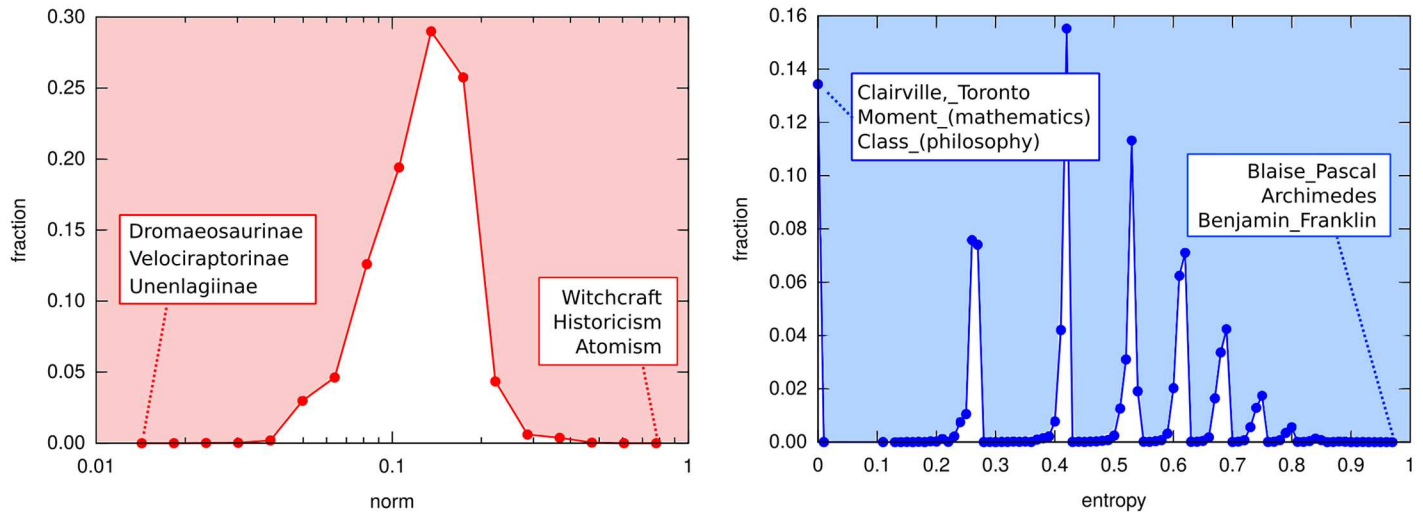 0.30
0.25
0.20
0.15
0.10
0.05
0.00
fraction
Dromaeosaurinae
Velociraptorinae
Unenlagiinae
Witchcraft
Historicism
Atomism
0.01
0.1
1
norm
0.16
0.14
0.12
0.10
0.08
0.06
0.04
0.02
0.00
fraction
Clairville,_Toronto
Moment_(mathematics)
Class_(philosophy)
Blaise_Pascal
Archimedes
Benjamin_Franklin
0 0.1 0.2 0.3 0.4 0.5 0.6 0.7 0.8 0.9 1
entropy